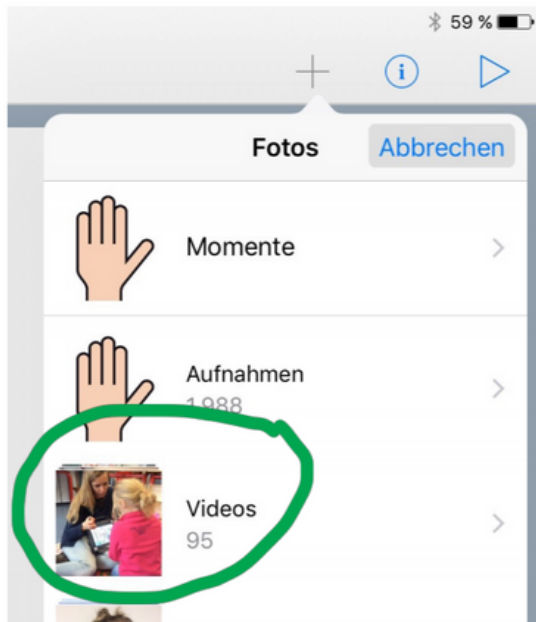 59 %
i
Fotos Abbrechen
Momente
Aufnahmen
1.988
Videos
95